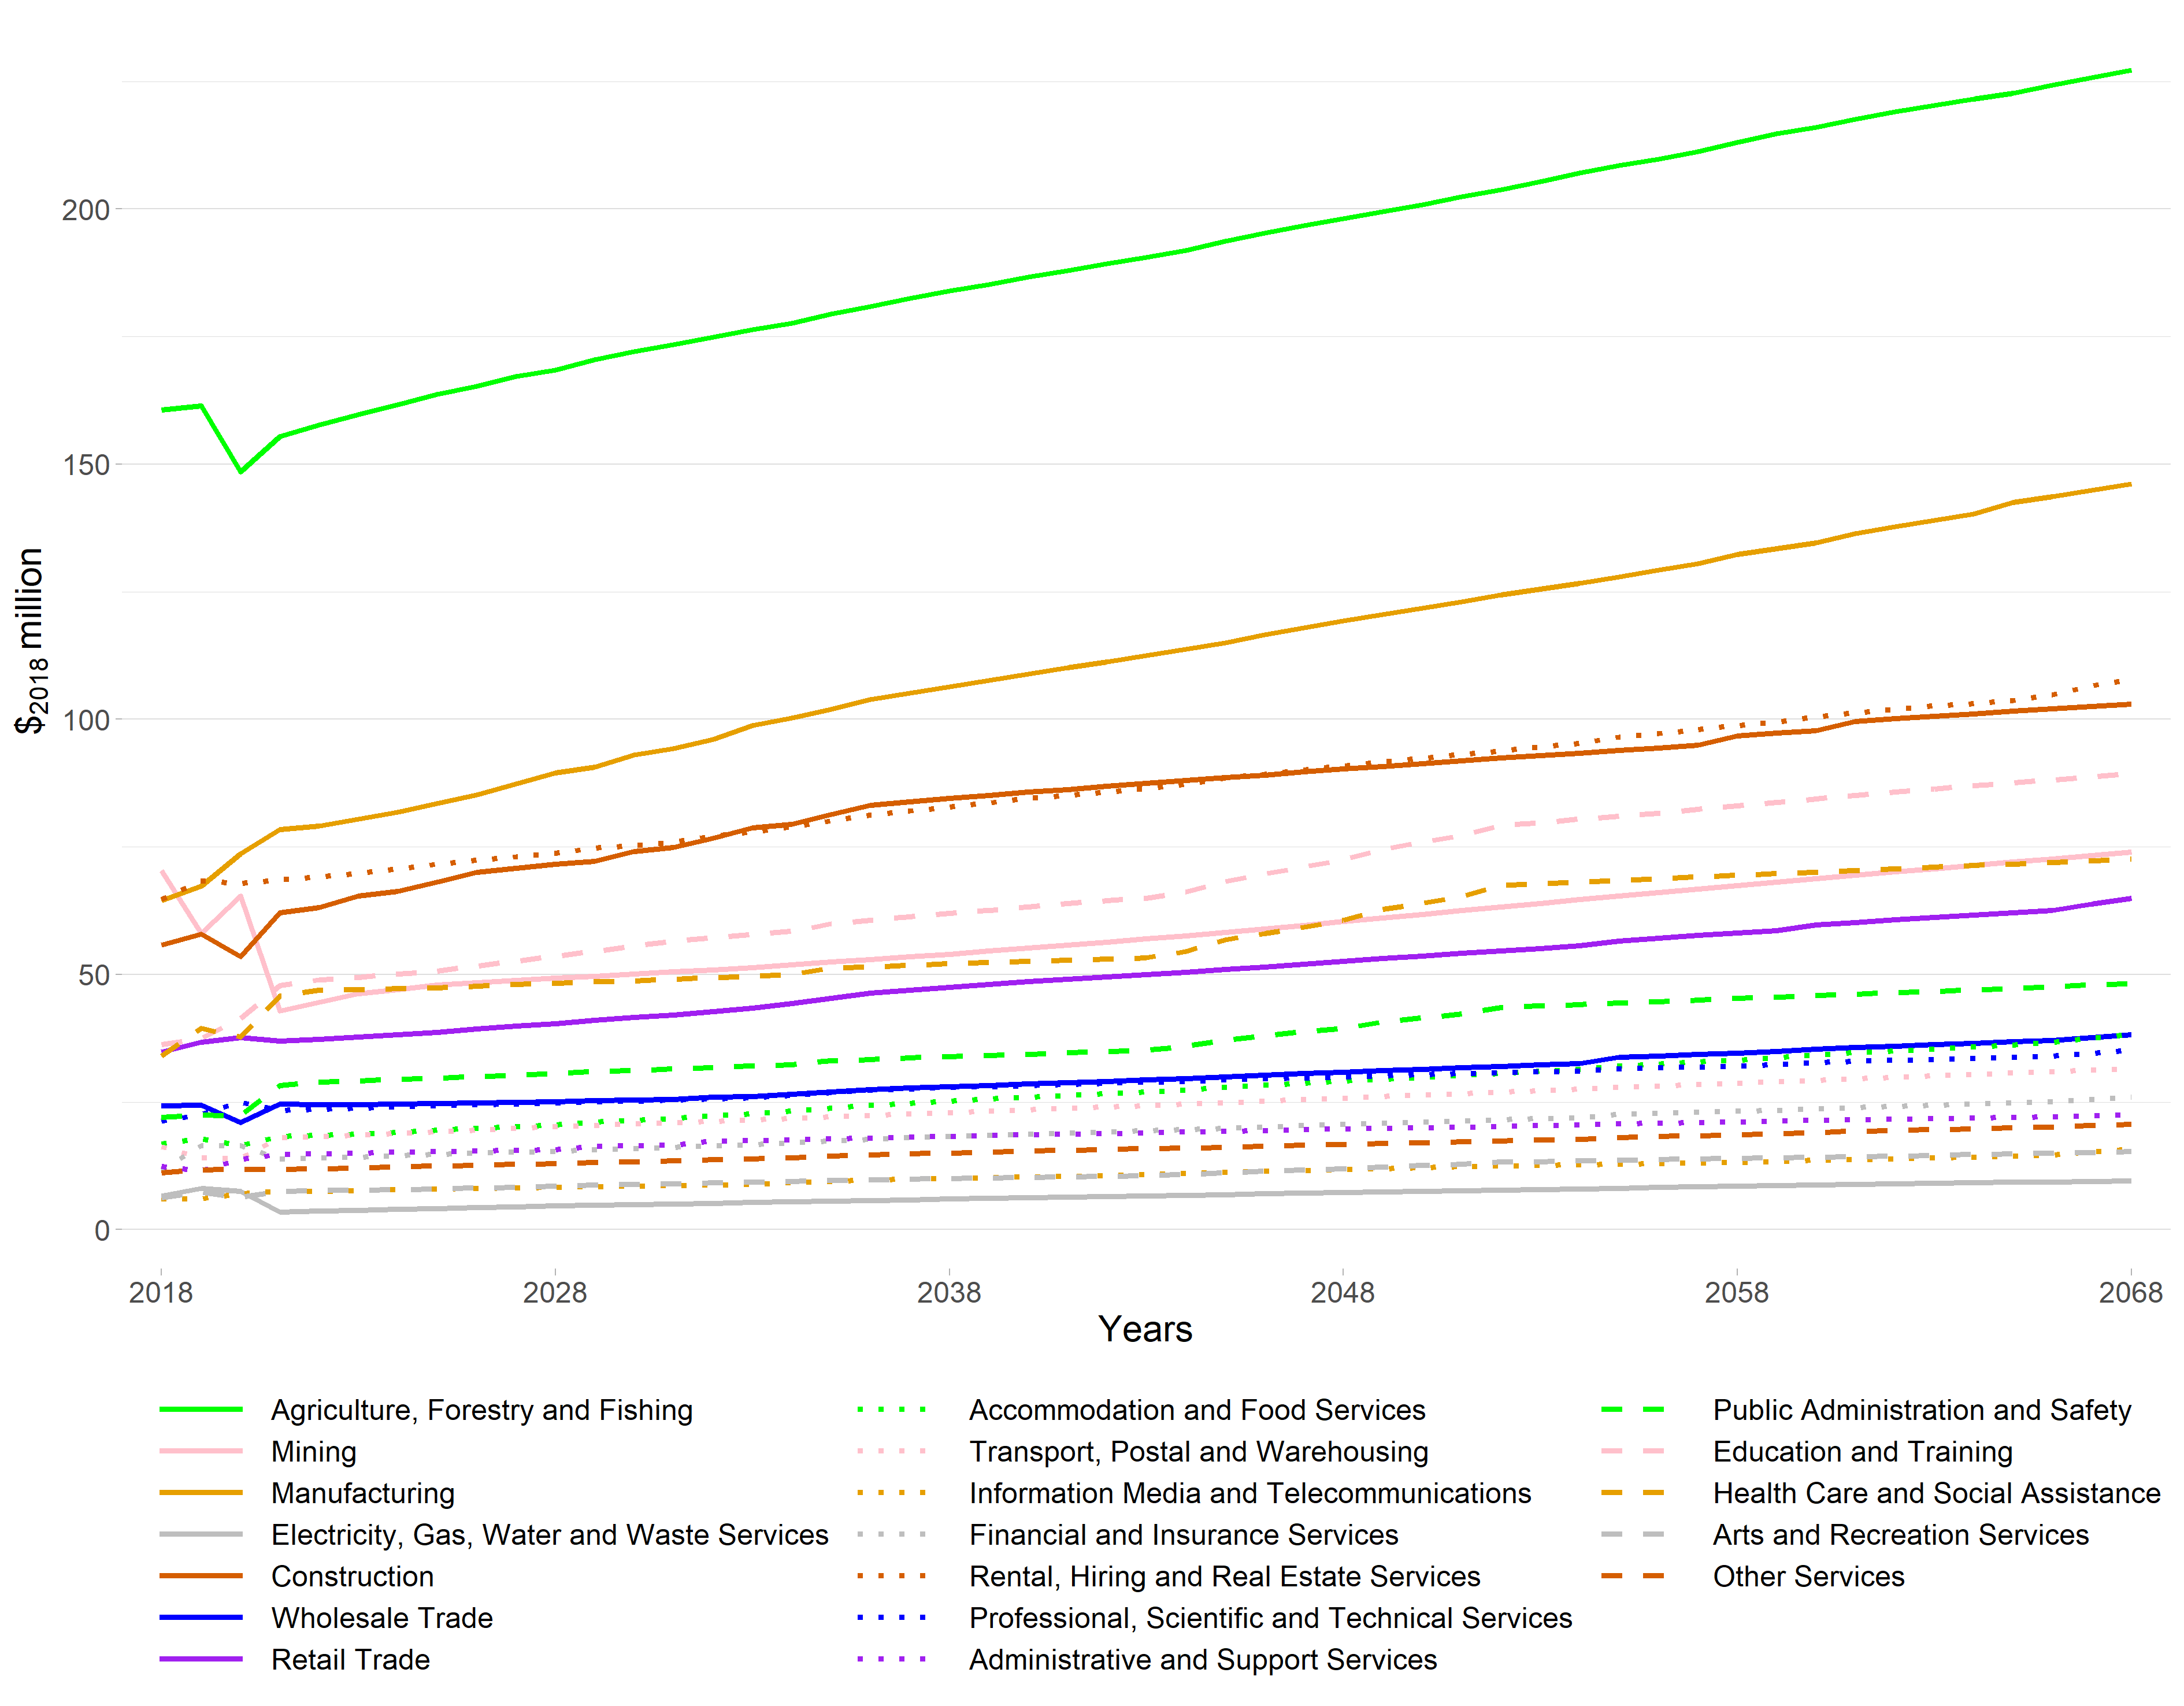 200
150
100
50
0
$2018 million
2018 2028 2038 2048 2058 2068
Years
Agriculture, Forestry and Fishing
Mining
Manufacturing
Electricity, Gas, Water and Waste Services
Construction
Wholesale Trade
Retail Trade
Accommodation and Food Services
Transport, Postal and Warehousing
Information Media and Telecommunications
Financial and Insurance Services
Rental, Hiring and Real Estate Services
Professional, Scientific and Technical Services
Administrative and Support Services
Public Administration and Safety
Education and Training
Health Care and Social Assistance
Arts and Recreation Services
Other Services